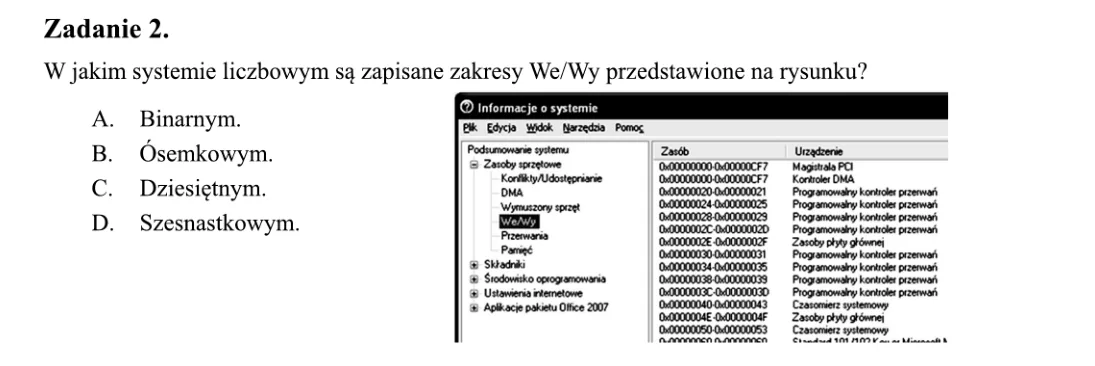 Zadanie 2.
W jakim systemie liczbowym są zapisane zakresy We/Wy przedstawione na rysunku?
A. Binarnym.
B. Ósemkowym.
C. Dziesiętnym.
D. Szesnastkowym.
Informacje o systemie
Plik Edycja Widok Narzędzia Pomoc
Podsumowanie systemu
Zasoby sprzętowe
Konflikty/Udostępnianie
DMA
Wymuszony sprzęt
We/Wy
Przerwania
Pamięć
Składniki
Środowisko oprogramowania
Ustawienia internetowe
Aplikacje pakietu Office 2007
Zasób Urządzenie
0x00000000-0x00000CF7 Magistrala PCI
0x00000000-0x00000CF7 Kontroler DMA
0x00000020-0x00000021 Programowalny kontroler przerwań
0x00000024-0x00000025 Programowalny kontroler przerwań
0x00000028-0x00000029 Programowalny kontroler przerwań
0x0000002C-0x0000002D Programowalny kontroler przerwań
0x0000002E-0x0000002F Zasoby płyty głównej
0x00000030-0x00000031 Programowalny kontroler przerwań
0x00000034-0x00000035 Programowalny kontroler przerwań
0x00000038-0x00000039 Programowalny kontroler przerwań
0x0000003C-0x0000003D Programowalny kontroler przerwań
0x00000040-0x00000043 Czasomierz systemowy
0x0000004E-0x0000004F Zasoby płyty głównej
0x00000050-0x00000053 Czasomierz systemowy